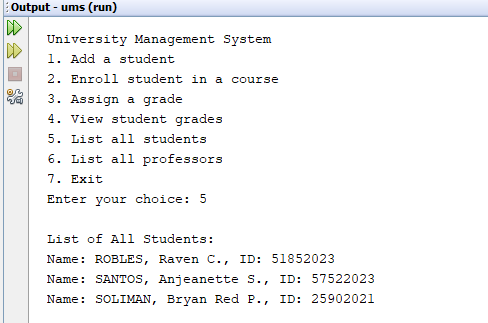 Output - ums (run)
University Management System
1. Add a student
2. Enroll student in a course
3. Assign a grade
4. View student grades
5. List all students
6. List all professors
7. Exit
Enter your choice: 5
List of All Students:
Name: ROBLES, Raven C., ID: 51852023
Name: SANTOS, Anjeanette S., ID: 57522023
Name: SOLIMAN, Bryan Red P., ID: 25902021